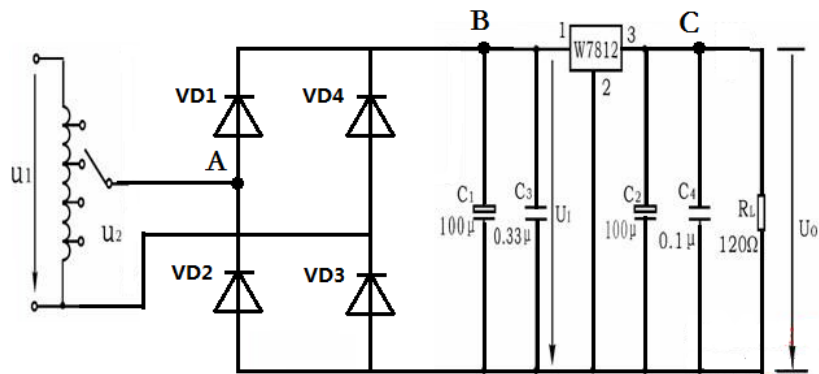 B
C
1
W7812
3
2
VD1
VD4
A
u1
u2
C1
100μ
C3
0.33μ
UI
C2
100μ
C4
0.1μ
RL
120Ω
UO
VD2
VD3